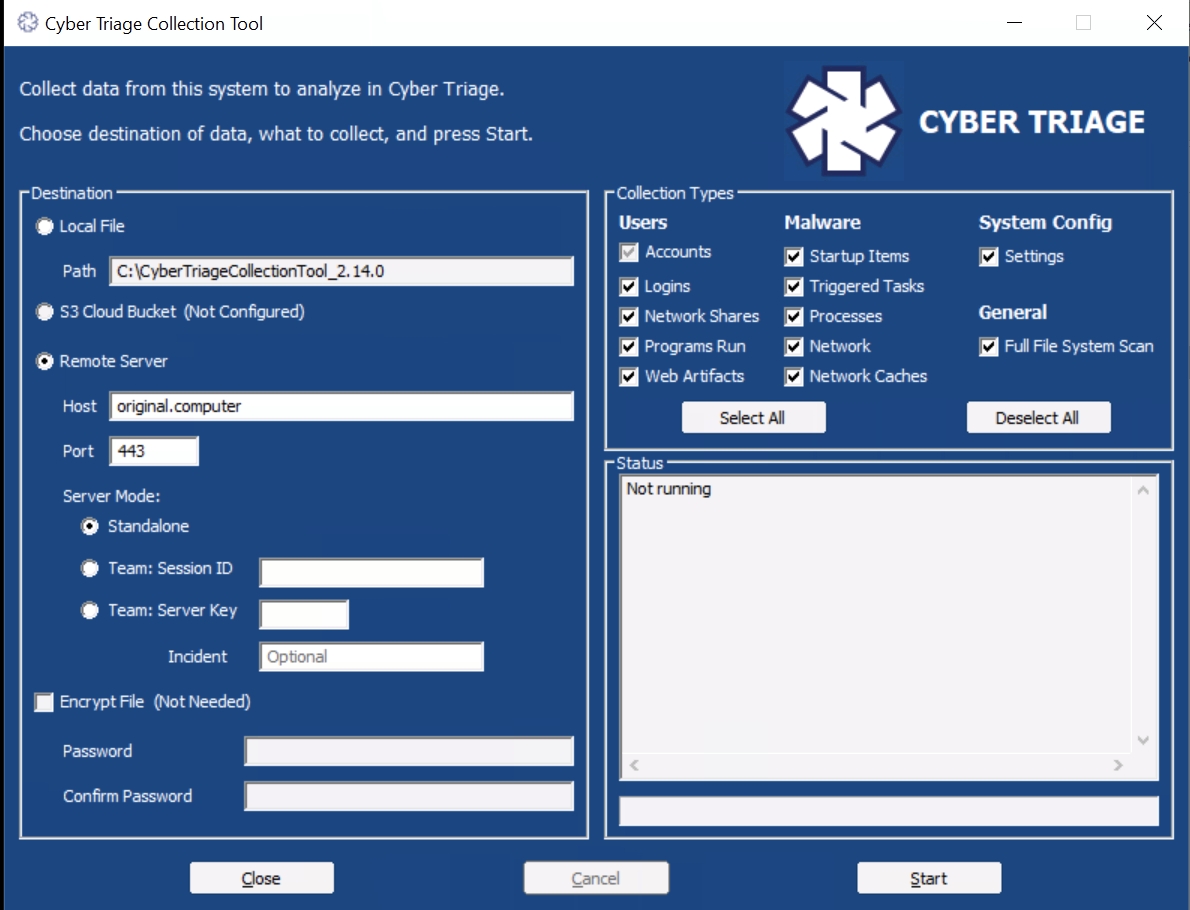 Cyber Triage Collection Tool
Collect data from this system to analyze in Cyber Triage.
Choose destination of data, what to collect, and press Start.
CYBER TRIAGE
Destination
Local File
Path C:\CyberTriageCollectionTool_2.14.0
S3 Cloud Bucket (Not Configured)
Remote Server
Host original.computer
Port 443
Server Mode:
Standalone
Team: Session ID
Team: Server Key
Incident Optional
Encrypt File (Not Needed)
Password
Confirm Password
Collection Types
Users
Accounts
Logins
Network Shares
Programs Run
Web Artifacts
Malware
Startup Items
Triggered Tasks
Processes
Network
Network Caches
System Config
Settings
General
Full File System Scan
Select All
Deselect All
Status
Not running
Close
Cancel
Start